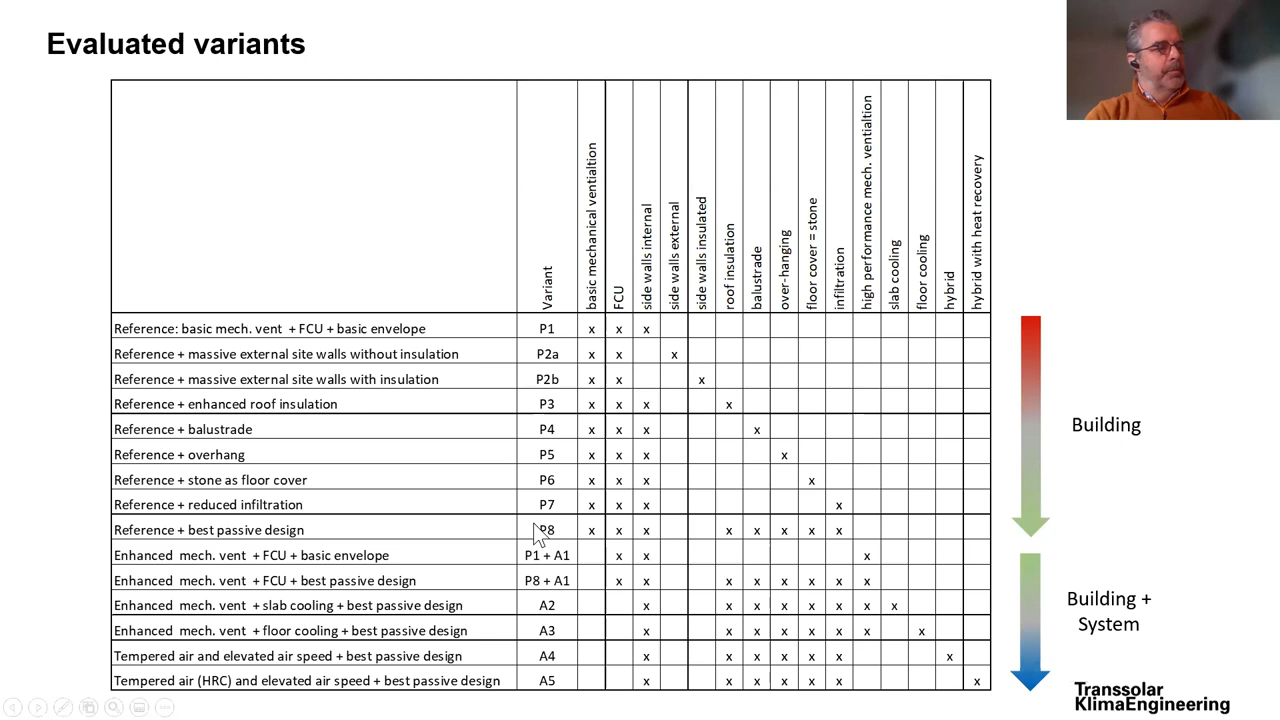 Evaluated variants
Variant
basic mechanical ventialtion
FCU
side walls internal
side walls external
side walls insulated
roof insulation
balustrade
over-hanging
floor cover = stone
infiltration
high performance mech. ventialtion
slab cooling
floor cooling
hybrid
hybrid with heat recovery
Reference: basic mech. vent + FCU + basic envelope P1 x x x
Reference + massive external site walls without insulation P2a x x x
Reference + massive external site walls with insulation P2b x x x
Reference + enhanced roof insulation P3 x x x x
Reference + balustrade P4 x x x x
Reference + overhang P5 x x x x
Reference + stone as floor cover P6 x x x x
Reference + reduced infiltration P7 x x x x
Reference + best passive design P8 x x x x x x x x
Enhanced mech. vent + FCU + basic envelope P1 + A1 x x x
Enhanced mech. vent + FCU + best passive design P8 + A1 x x x x x x x x
Enhanced mech. vent + slab cooling + best passive design A2 x x x x x x x x
Enhanced mech. vent + floor cooling + best passive design A3 x x x x x x x x
Tempered air and elevated air speed + best passive design A4 x x x x x x x
Tempered air (HRC) and elevated air speed + best passive design A5 x x x x x x x
Building
Building +
System
Transsolar
KlimaEngineering